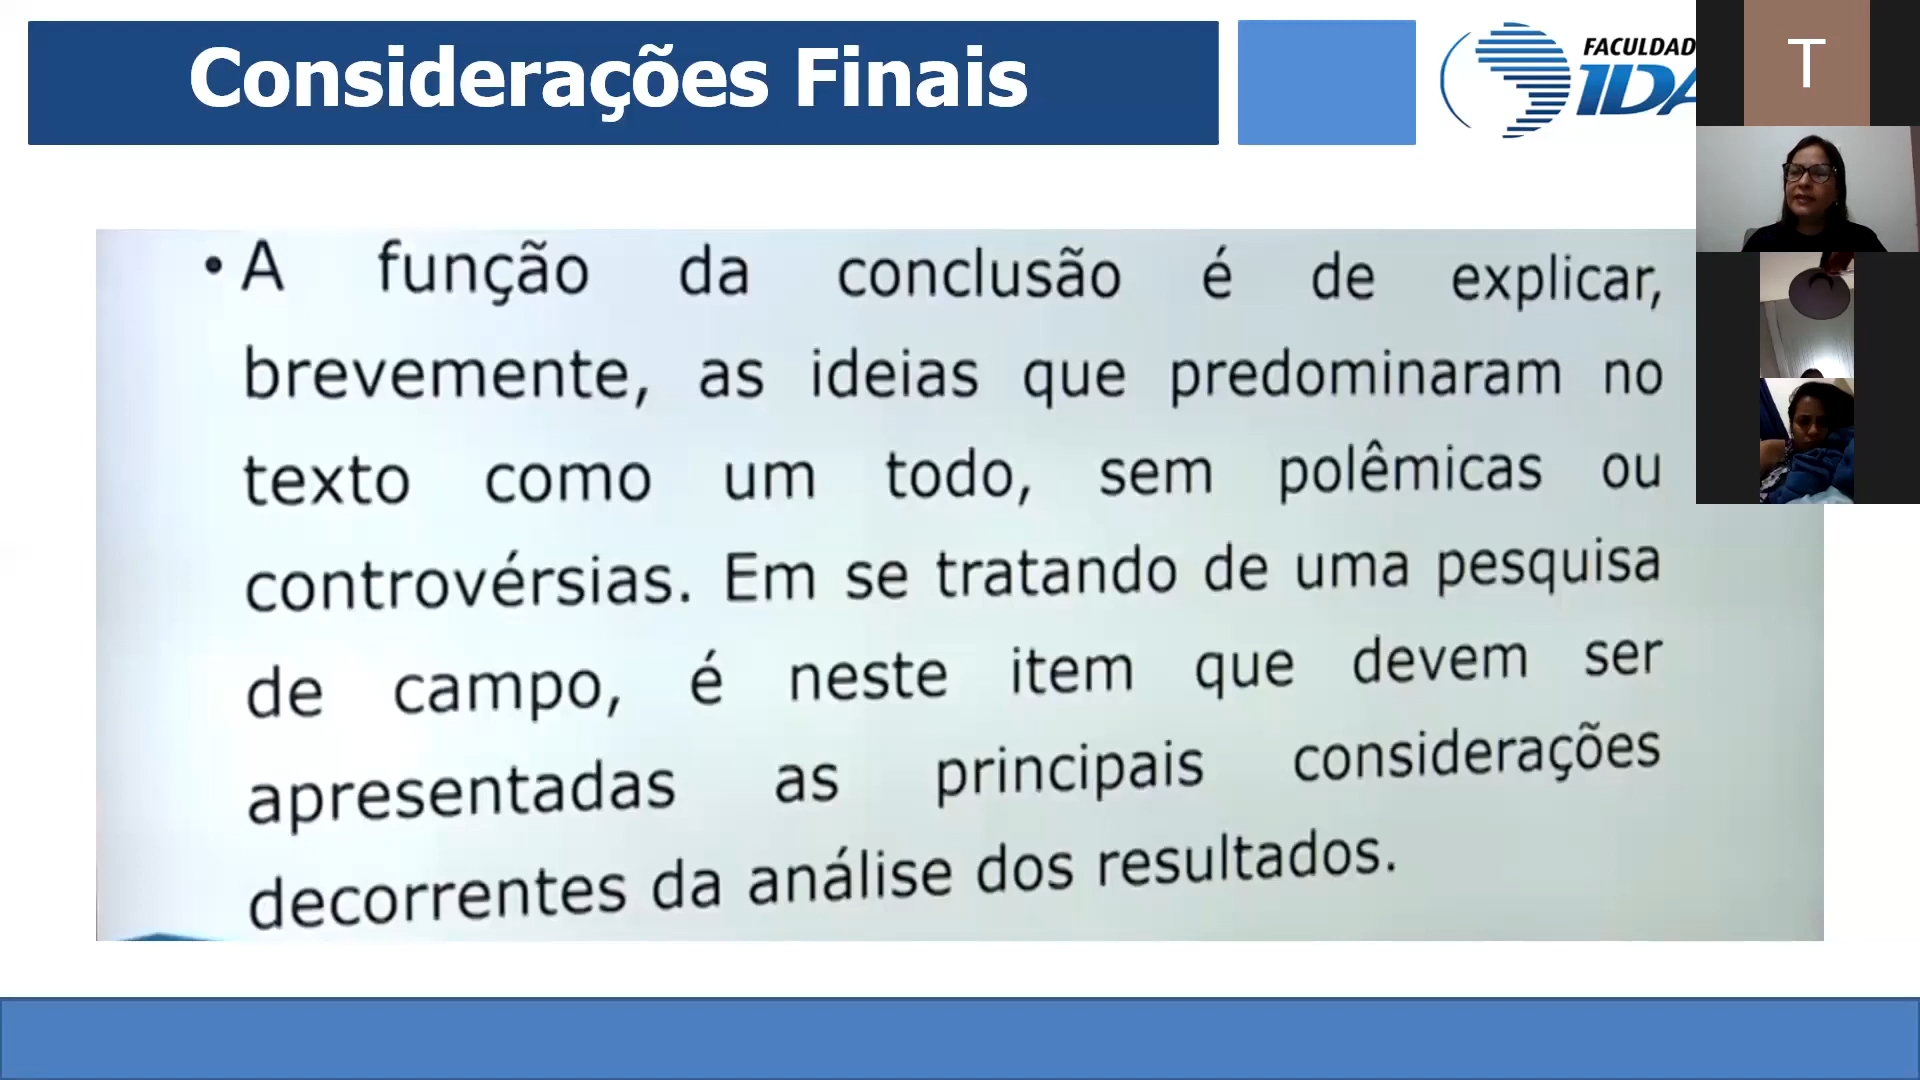 Considerações Finais
FACULDAD
IDA
T
• A função da conclusão é de explicar,
brevemente, as ideias que predominaram no
texto como um todo, sem polêmicas ou
controvérsias. Em se tratando de uma pesquisa
de campo, é neste item que devem ser
apresentadas as principais considerações
decorrentes da análise dos resultados.